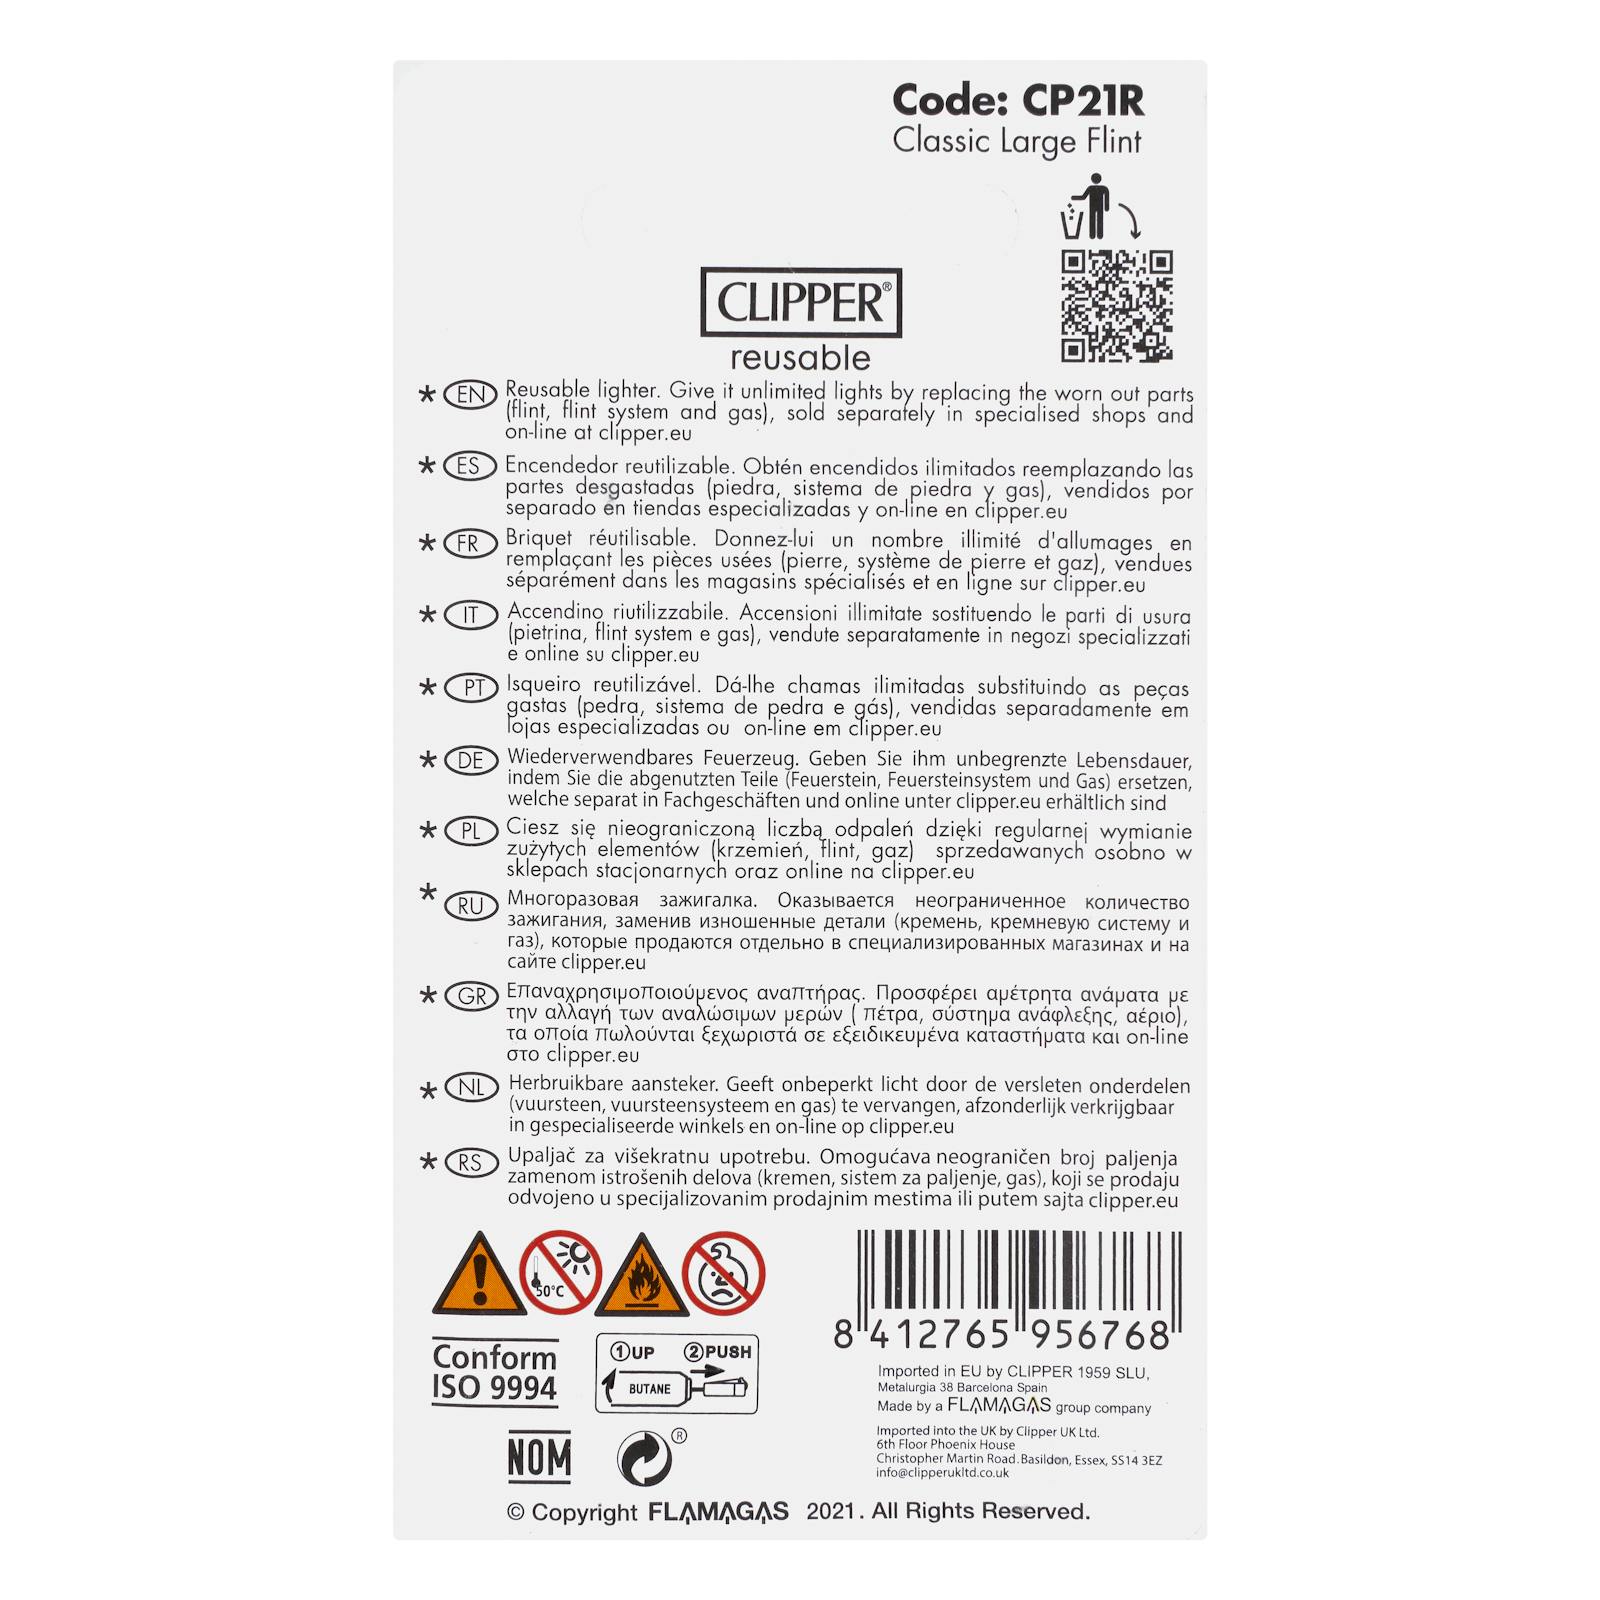 Code: CP21R
Classic Large Flint
CLIPPER®
reusable
* EN Reusable lighter. Give it unlimited lights by replacing the worn out parts
(flint, flint system and gas), sold separately in specialised shops and
on-line at clipper.eu
* ES Encendedor reutilizable. Obtén encendidos ilimitados reemplazando las
partes desgastadas (piedra, sistema de piedra y gas), vendidos por
separado en tiendas especializadas y on-line en clipper.eu
* FR Briquet réutilisable. Donnez-lui un nombre illimité d'allumages en
remplaçant les pièces usées (pierre, système de pierre et gaz), vendues
séparément dans les magasins spécialisés et en ligne sur clipper.eu
* IT Accendino riutilizzabile. Accensioni illimitate sostituendo le parti di usura
(pietrina, flint system e gas), vendute separatamente in negozi specializzati
e online su clipper.eu
* PT Isqueiro reutilizável. Dá-lhe chamas ilimitadas substituindo as peças
gastas (pedra, sistema de pedra e gás), vendidas separadamente em
lojas especializadas ou on-line em clipper.eu
* DE Wiederverwendbares Feuerzeug. Geben Sie ihm unbegrenzte Lebensdauer,
indem Sie die abgenutzten Teile (Feuerstein, Feuersteinsystem und Gas) ersetzen,
welche separat in Fachgeschäften und online unter clipper.eu erhältlich sind
* PL Ciesz się nieograniczoną liczbą odpaleń dzięki regularnej wymianie
zużytych elementów (krzemień, flint, gaz) sprzedawanych osobno w
sklepach stacjonarnych oraz online na clipper.eu
* RU Многоразовая зажигалка. Оказывается неограниченное количество
зажигания, заменив изношенные детали (кремень, кремневую систему и
газ), которые продаются отдельно в специализированных магазинах и на
сайте clipper.eu
* GR Επαναχρησιμοποιούμενος αναπτήρας. Προσφέρει αμέτρητα ανάματα με
την αλλαγή των αναλώσιμων μερών ( πέτρα, σύστημα ανάφλεξης, αέριο),
τα οποία πωλούνται ξεχωριστά σε εξειδικευμένα καταστήματα και on-line
στο clipper.eu
* NL Herbruikbare aansteker. Geeft onbeperkt licht door de versleten onderdelen
(vuursteen, vuursteensysteem en gas) te vervangen, afzonderlijk verkrijgbaar
in gespecialiseerde winkels en on-line op clipper.eu
* RS Upaljač za višekratnu upotrebu. Omogućava neograničen broj paljenja
zamenom istrošenih delova (kremen, sistem za paljenje, gas), koji se prodaju
odvojeno u specijalizovanim prodajnim mestima ili putem sajta clipper.eu
50°C
8 412765 956768
Conform
ISO 9994
1 UP 2 PUSH
BUTANE
NOM
®
Imported in EU by CLIPPER 1959 SLU,
Metalurgia 38 Barcelona Spain
Made by a FLAMAGAS group company
Imported into the UK by Clipper UK Ltd.
6th Floor Phoenix House
Christopher Martin Road.Basildon, Essex, SS14 3EZ
info@clipperukltd.co.uk
© Copyright FLAMAGAS 2021. All Rights Reserved.